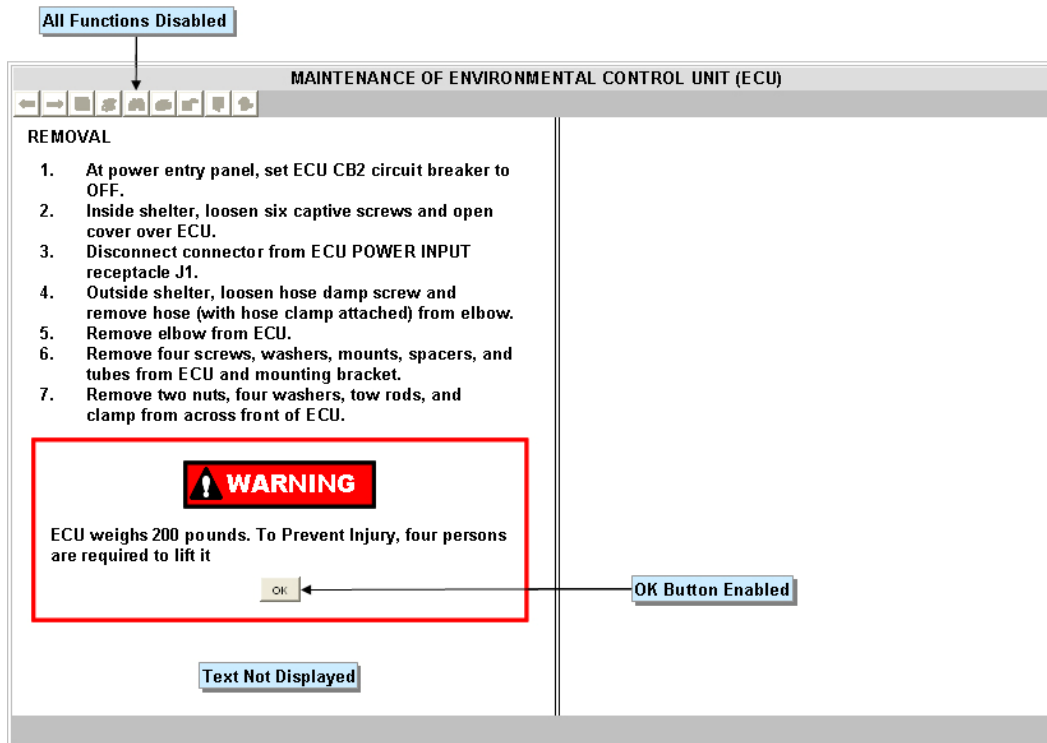 All Functions Disabled
MAINTENANCE OF ENVIRONMENTAL CONTROL UNIT (ECU)
REMOVAL
1. At power entry panel, set ECU CB2 circuit breaker to
OFF.
2. Inside shelter, loosen six captive screws and open
cover over ECU.
3. Disconnect connector from ECU POWER INPUT
receptacle J1.
4. Outside shelter, loosen hose damp screw and
remove hose (with hose clamp attached) from elbow.
5. Remove elbow from ECU.
6. Remove four screws, washers, mounts, spacers, and
tubes from ECU and mounting bracket.
7. Remove two nuts, four washers, tow rods, and
clamp from across front of ECU.
WARNING
ECU weighs 200 pounds. To Prevent Injury, four persons
are required to lift it
OK
OK Button Enabled
Text Not Displayed